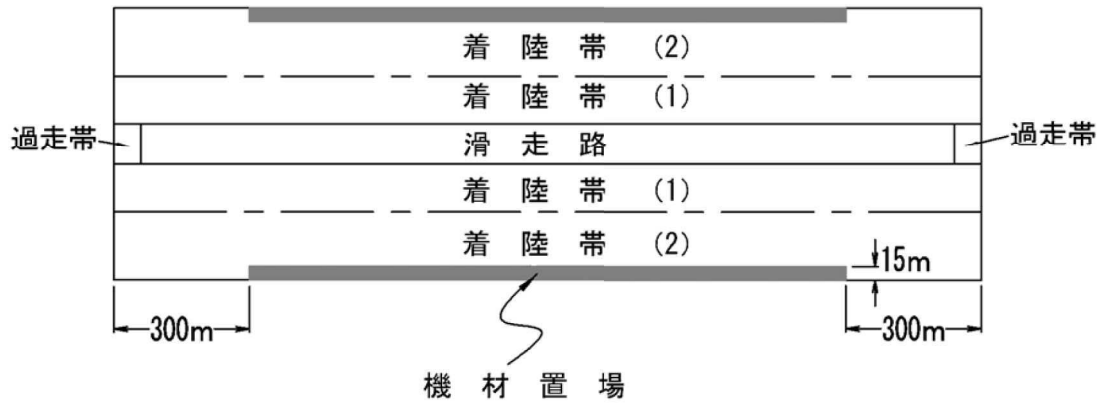 着陸帯 (2)
着陸帯 (1)
過走帯
滑走路
過走帯
着陸帯 (1)
着陸帯 (2)
15m
300m
300m
機材置場